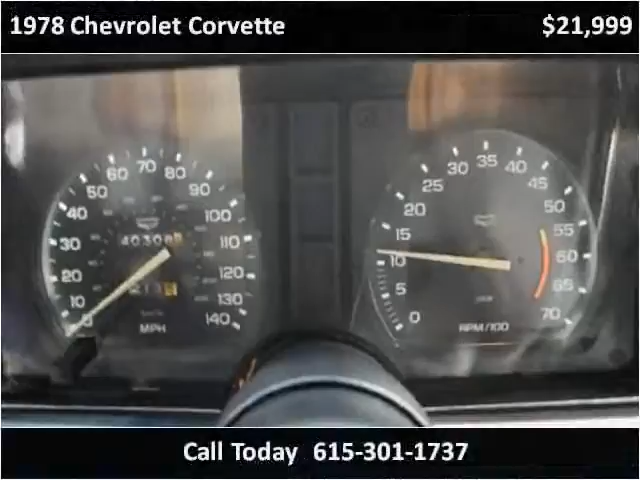 1978 Chevrolet Corvette $21,999
0 10 20 30 40 50 60 70 80 90 100 110 120 130 140
MPH
0 5 10 15 20 25 30 35 40 45 50 55 60 65 70
RPM/100
Call Today 615-301-1737